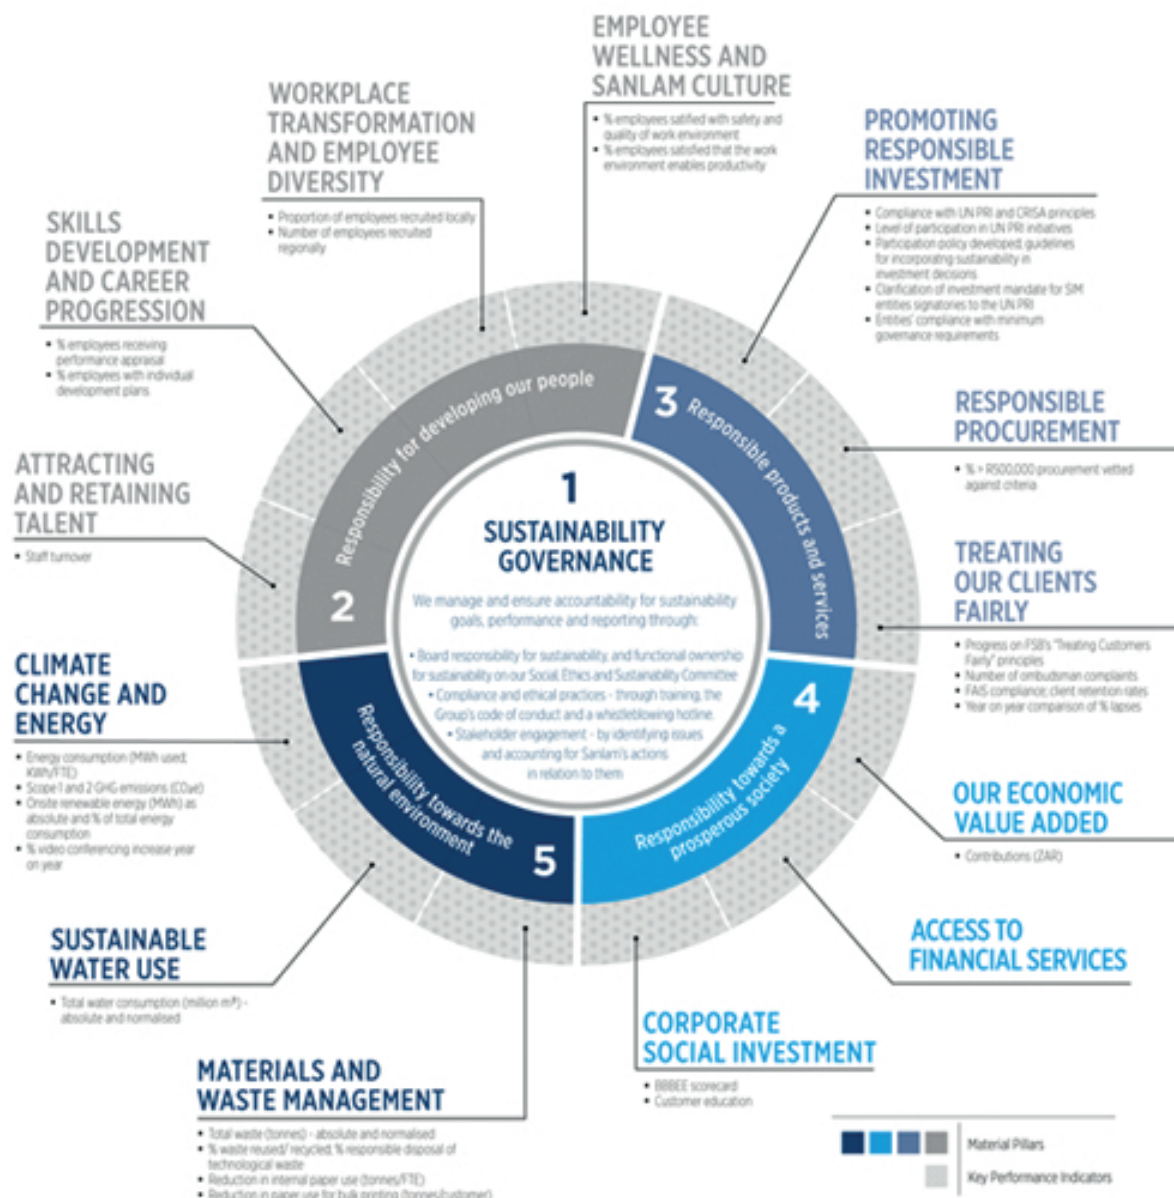 EMPLOYEE
WELLNESS AND
SANLAM CULTURE
• % employees satified with safety and
quality of work environment
• % employees satisfied that the work
environment enables productivity
WORKPLACE
TRANSFORMATION
AND EMPLOYEE
DIVERSITY
• Proportion of employees recruited locally
• Number of employees recruited
regionally
SKILLS
DEVELOPMENT
AND CAREER
PROGRESSION
• % employees receiving
performance appraisal
• % employees with individual
development plans
ATTRACTING
AND RETAINING
TALENT
• Staff turnover
PROMOTING
RESPONSIBLE
INVESTMENT
• Compliance with UN PRI and CRISA principles
• Level of participation in UN PRI initiatives
• Participation policy developed; guidelines
for incorporating sustainability in
investment decisions
• Clarification of investment mandate for SIM
entities signatories to the UN PRI
• Entities' compliance with minimum
governance requirements
RESPONSIBLE
PROCUREMENT
• % > R500,000 procurement vetted
against criteria
TREATING
OUR CLIENTS
FAIRLY
• Progress on FSB's "Treating Customers
Fairly" principles
• Number of ombudsman complaints
• FAIS compliance; client retention rates
• Year on year comparison of % lapses
2 Responsibility for developing our people
3 Responsible products and services
1
SUSTAINABILITY
GOVERNANCE
We manage and ensure accountability for sustainability
goals, performance and reporting through:
• Board responsibility for sustainability, and functional ownership
for sustainability on our Social, Ethics and Sustainability Committee
• Compliance and ethical practices - through training, the
Group's code of conduct and a whistleblowing hotline.
• Stakeholder engagement - by identifying issues
and accounting for Sanlam's actions
in relation to them
4
Responsibility towards a
prosperous society
5
Responsibility towards the
natural environment
CLIMATE
CHANGE AND
ENERGY
• Energy consumption (MWh used;
KWh/FTE)
• Scope 1 and 2 GHG emissions (CO₂e)
• Onsite renewable energy (MWh) as
absolute and % of total energy
consumption
• % video conferencing increase year
on year
SUSTAINABLE
WATER USE
• Total water consumption (million m³) -
absolute and normalised
MATERIALS AND
WASTE MANAGEMENT
• Total waste (tonnes) - absolute and normalised
• % waste reused/ recycled; % responsible disposal of
technological waste
• Reduction in internal paper use (tonnes/FTE)
• Reduction in paper use for bulk printing (tonnes/customer)
OUR ECONOMIC
VALUE ADDED
• Contributions (ZAR)
ACCESS TO
FINANCIAL SERVICES
CORPORATE
SOCIAL INVESTMENT
• BBBEE scorecard
• Customer education
Material Pillars
Key Performance Indicators